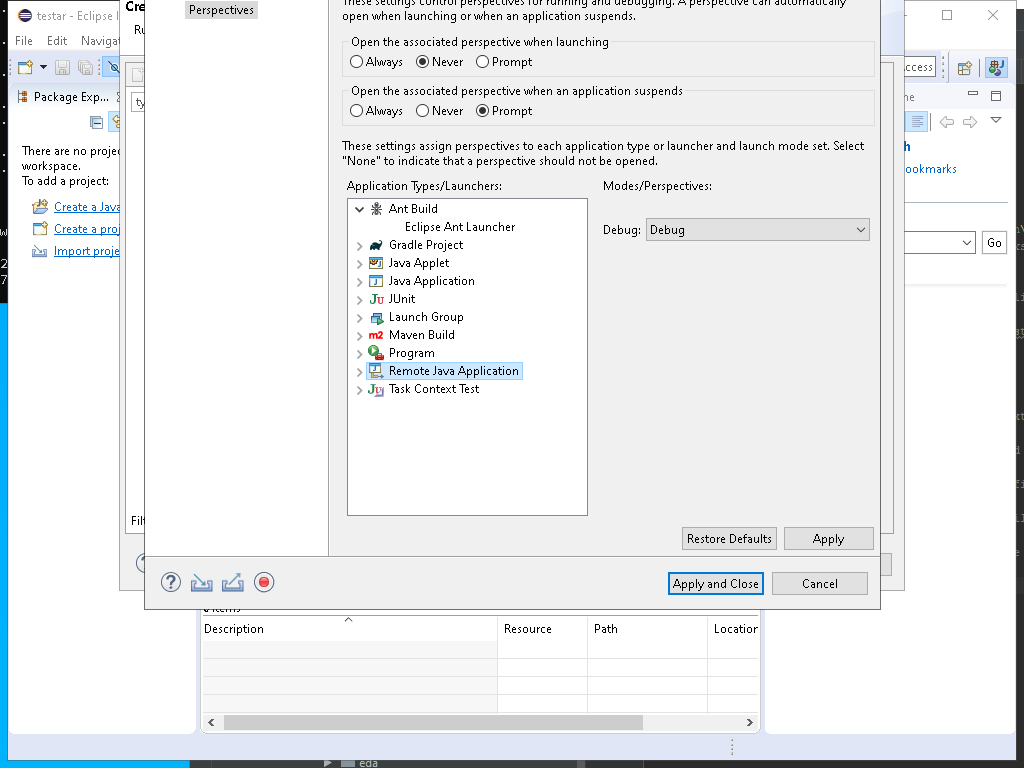 testar - Eclipse I
Cre
Perspectives
These settings control perspectives for running and debugging. A perspective can automatically
open when launching or when an application suspends.
File Edit Navigat
Ru
Open the associated perspective when launching
Always Never Prompt
ccess
Open the associated perspective when an application suspends
Always Never Prompt
Package Exp...
ty
ne
These settings assign perspectives to each application type or launcher and launch mode set. Select
"None" to indicate that a perspective should not be opened.
There are no proje
workspace.
To add a project:
h
ookmarks
Application Types/Launchers:
Modes/Perspectives:
Create a Java
Create a proj
Import proje
Ant Build
Eclipse Ant Launcher
Gradle Project
Java Applet
Java Application
JUnit
Launch Group
Maven Build
Program
Remote Java Application
Task Context Test
Debug: Debug
Go
Filt
Restore Defaults
Apply
Apply and Close
Cancel
Description
Resource
Path
Location
eda